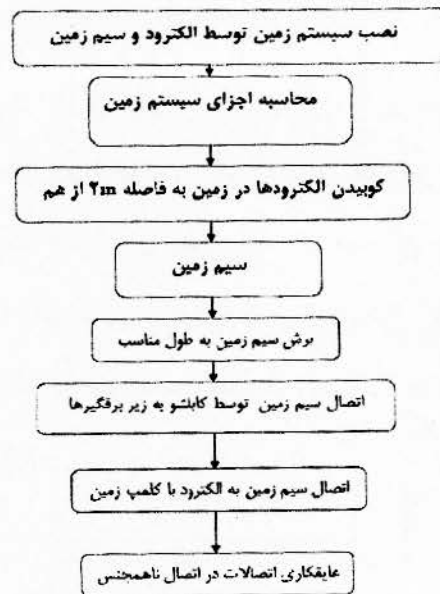 نصب سیستم زمین توسط الکترود و سیم زمین
محاسبه اجزای سیستم زمین
کوبیدن الکترودها در زمین به فاصله ۲m از هم
سیم زمین
برش سیم زمین به طول مناسب
اتصال سیم زمین توسط کابلشو به زیر برقگیرها
اتصال سیم زمین به الکترود با کلمپ زمین
عایقکاری اتصالات در اتصال ناهمجنس